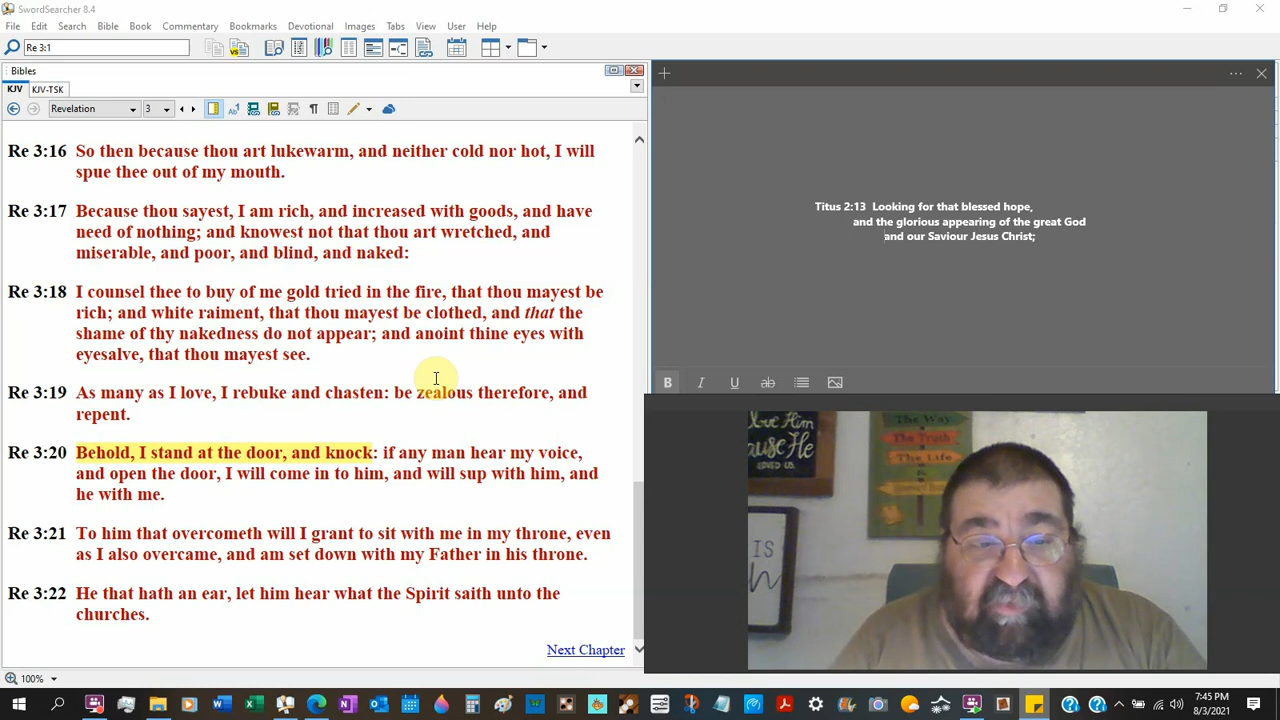 SwordSearcher 8.4
File Edit Search Bible Book Commentary Bookmarks Devotional Images Tabs View User Help
Re 3:1
Bibles
KJV KJV-TSK
Revelation 3
Re 3:16 So then because thou art lukewarm, and neither cold nor hot, I will
spue thee out of my mouth.
Re 3:17 Because thou sayest, I am rich, and increased with goods, and have
need of nothing; and knowest not that thou art wretched, and
miserable, and poor, and blind, and naked:
Re 3:18 I counsel thee to buy of me gold tried in the fire, that thou mayest be
rich; and white raiment, that thou mayest be clothed, and that the
shame of thy nakedness do not appear; and anoint thine eyes with
eyesalve, that thou mayest see.
Re 3:19 As many as I love, I rebuke and chasten: be zealous therefore, and
repent.
Re 3:20 Behold, I stand at the door, and knock: if any man hear my voice,
and open the door, I will come in to him, and will sup with him, and
he with me.
Re 3:21 To him that overcometh will I grant to sit with me in my throne, even
as I also overcame, and am set down with my Father in his throne.
Re 3:22 He that hath an ear, let him hear what the Spirit saith unto the
churches.
Next Chapter
100%
Titus 2:13 Looking for that blessed hope,
and the glorious appearing of the great God
and our Saviour Jesus Christ;
B I U ab
The Way
The Truth
The Life
He
IS
7:45 PM
8/3/2021